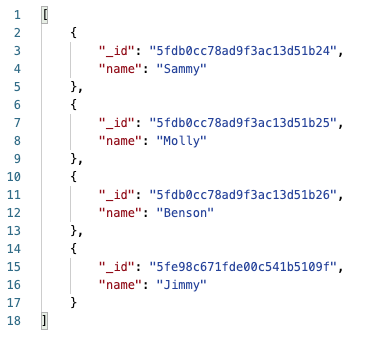 1 [
2 {
3 "_id": "5fdb0cc78ad9f3ac13d51b24",
4 "name": "Sammy"
5 },
6 {
7 "_id": "5fdb0cc78ad9f3ac13d51b25",
8 "name": "Molly"
9 },
10 {
11 "_id": "5fdb0cc78ad9f3ac13d51b26",
12 "name": "Benson"
13 },
14 {
15 "_id": "5fe98c671fde00c541b5109f",
16 "name": "Jimmy"
17 }
18 ]